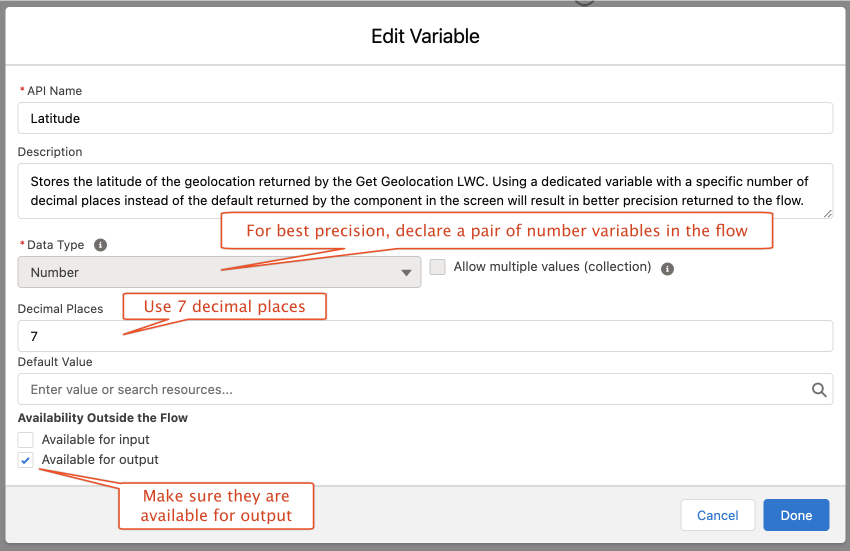 Edit Variable
* API Name
Latitude
Description
Stores the latitude of the geolocation returned by the Get Geolocation LWC. Using a dedicated variable with a specific number of
decimal places instead of the default returned by the component in the screen will result in better precision returned to the flow.
For best precision, declare a pair of number variables in the flow
* Data Type
Number
Allow multiple values (collection)
Decimal Places
Use 7 decimal places
7
Default Value
Enter value or search resources...
Availability Outside the Flow
Available for input
Available for output
Make sure they are
available for output
Cancel
Done